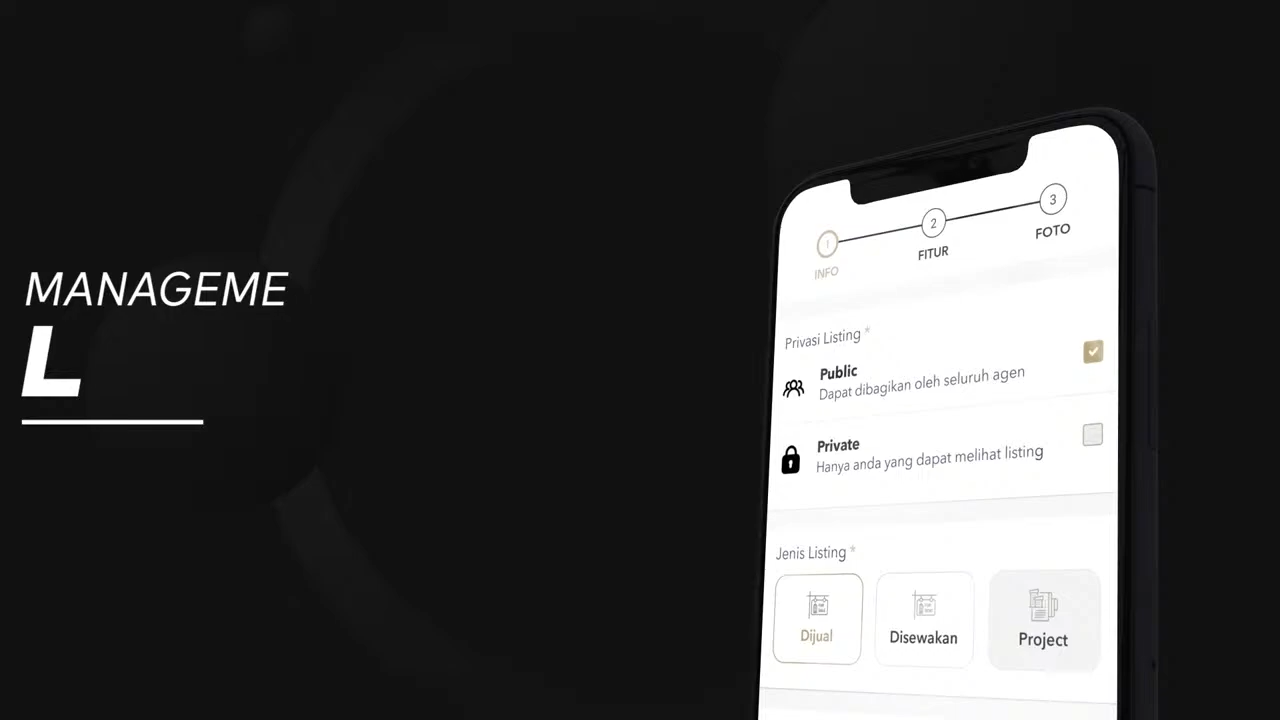 MANAGEME
L
1
2
3
INFO
FITUR
FOTO
Privasi Listing *
Public
Dapat dibagikan oleh seluruh agen
Private
Hanya anda yang dapat melihat listing
Jenis Listing *
Dijual
Disewakan
Project